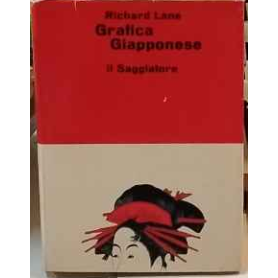 Richard Lane
Grafica
Giapponese
il Saggiatore